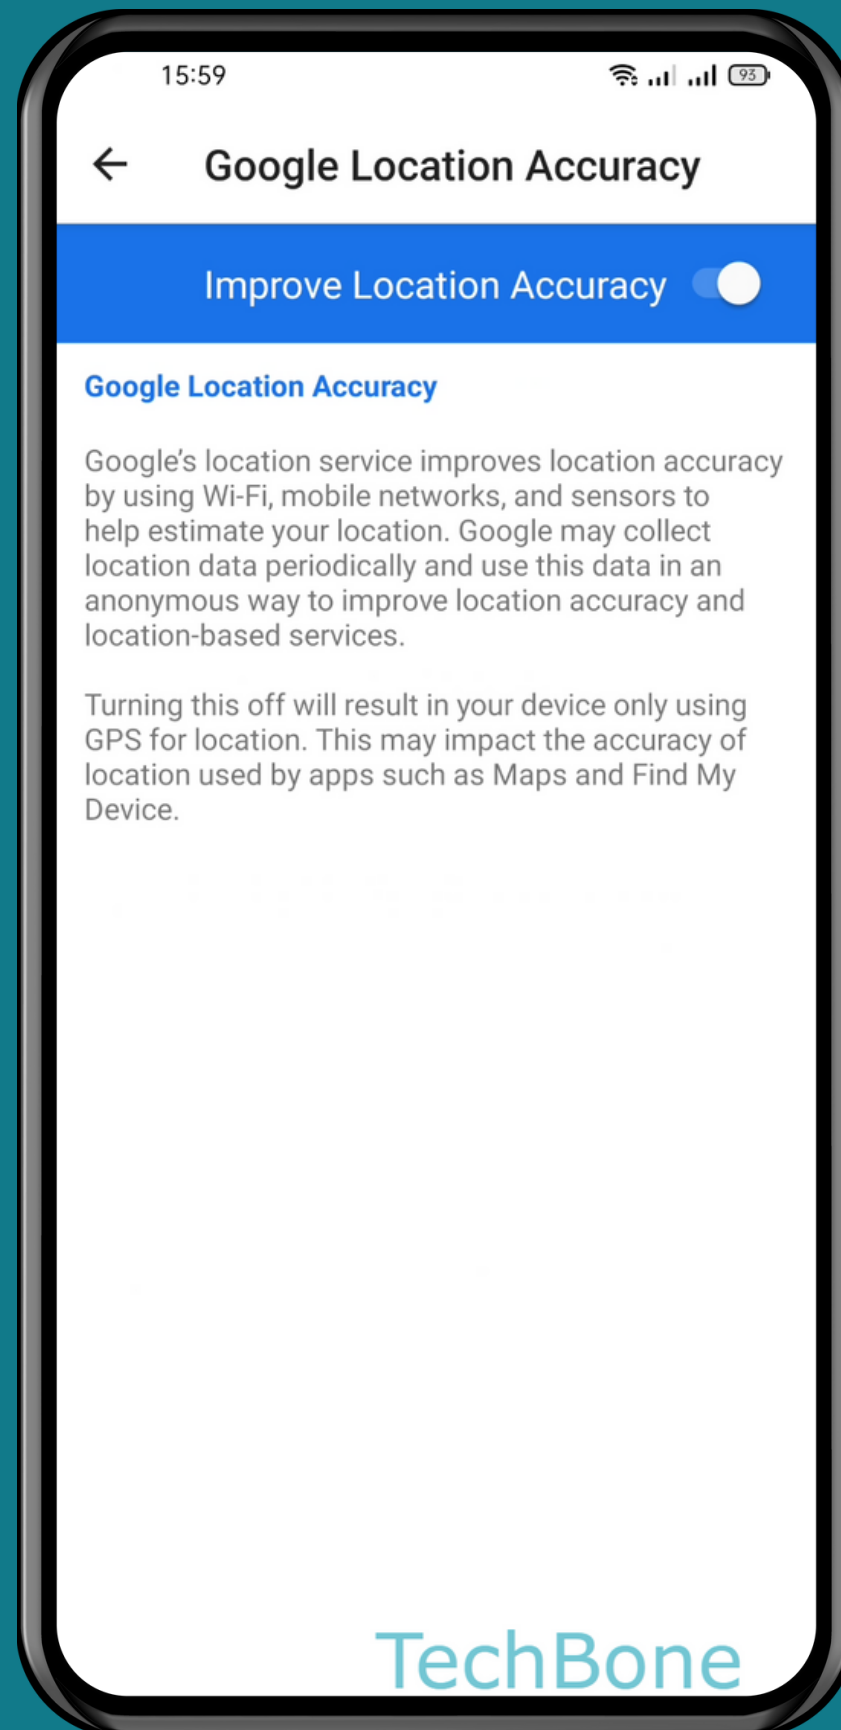 15:59
93
Google Location Accuracy
Improve Location Accuracy
Google Location Accuracy
Google's location service improves location accuracy
by using Wi-Fi, mobile networks, and sensors to
help estimate your location. Google may collect
location data periodically and use this data in an
anonymous way to improve location accuracy and
location-based services.
Turning this off will result in your device only using
GPS for location. This may impact the accuracy of
location used by apps such as Maps and Find My
Device.
TechBone